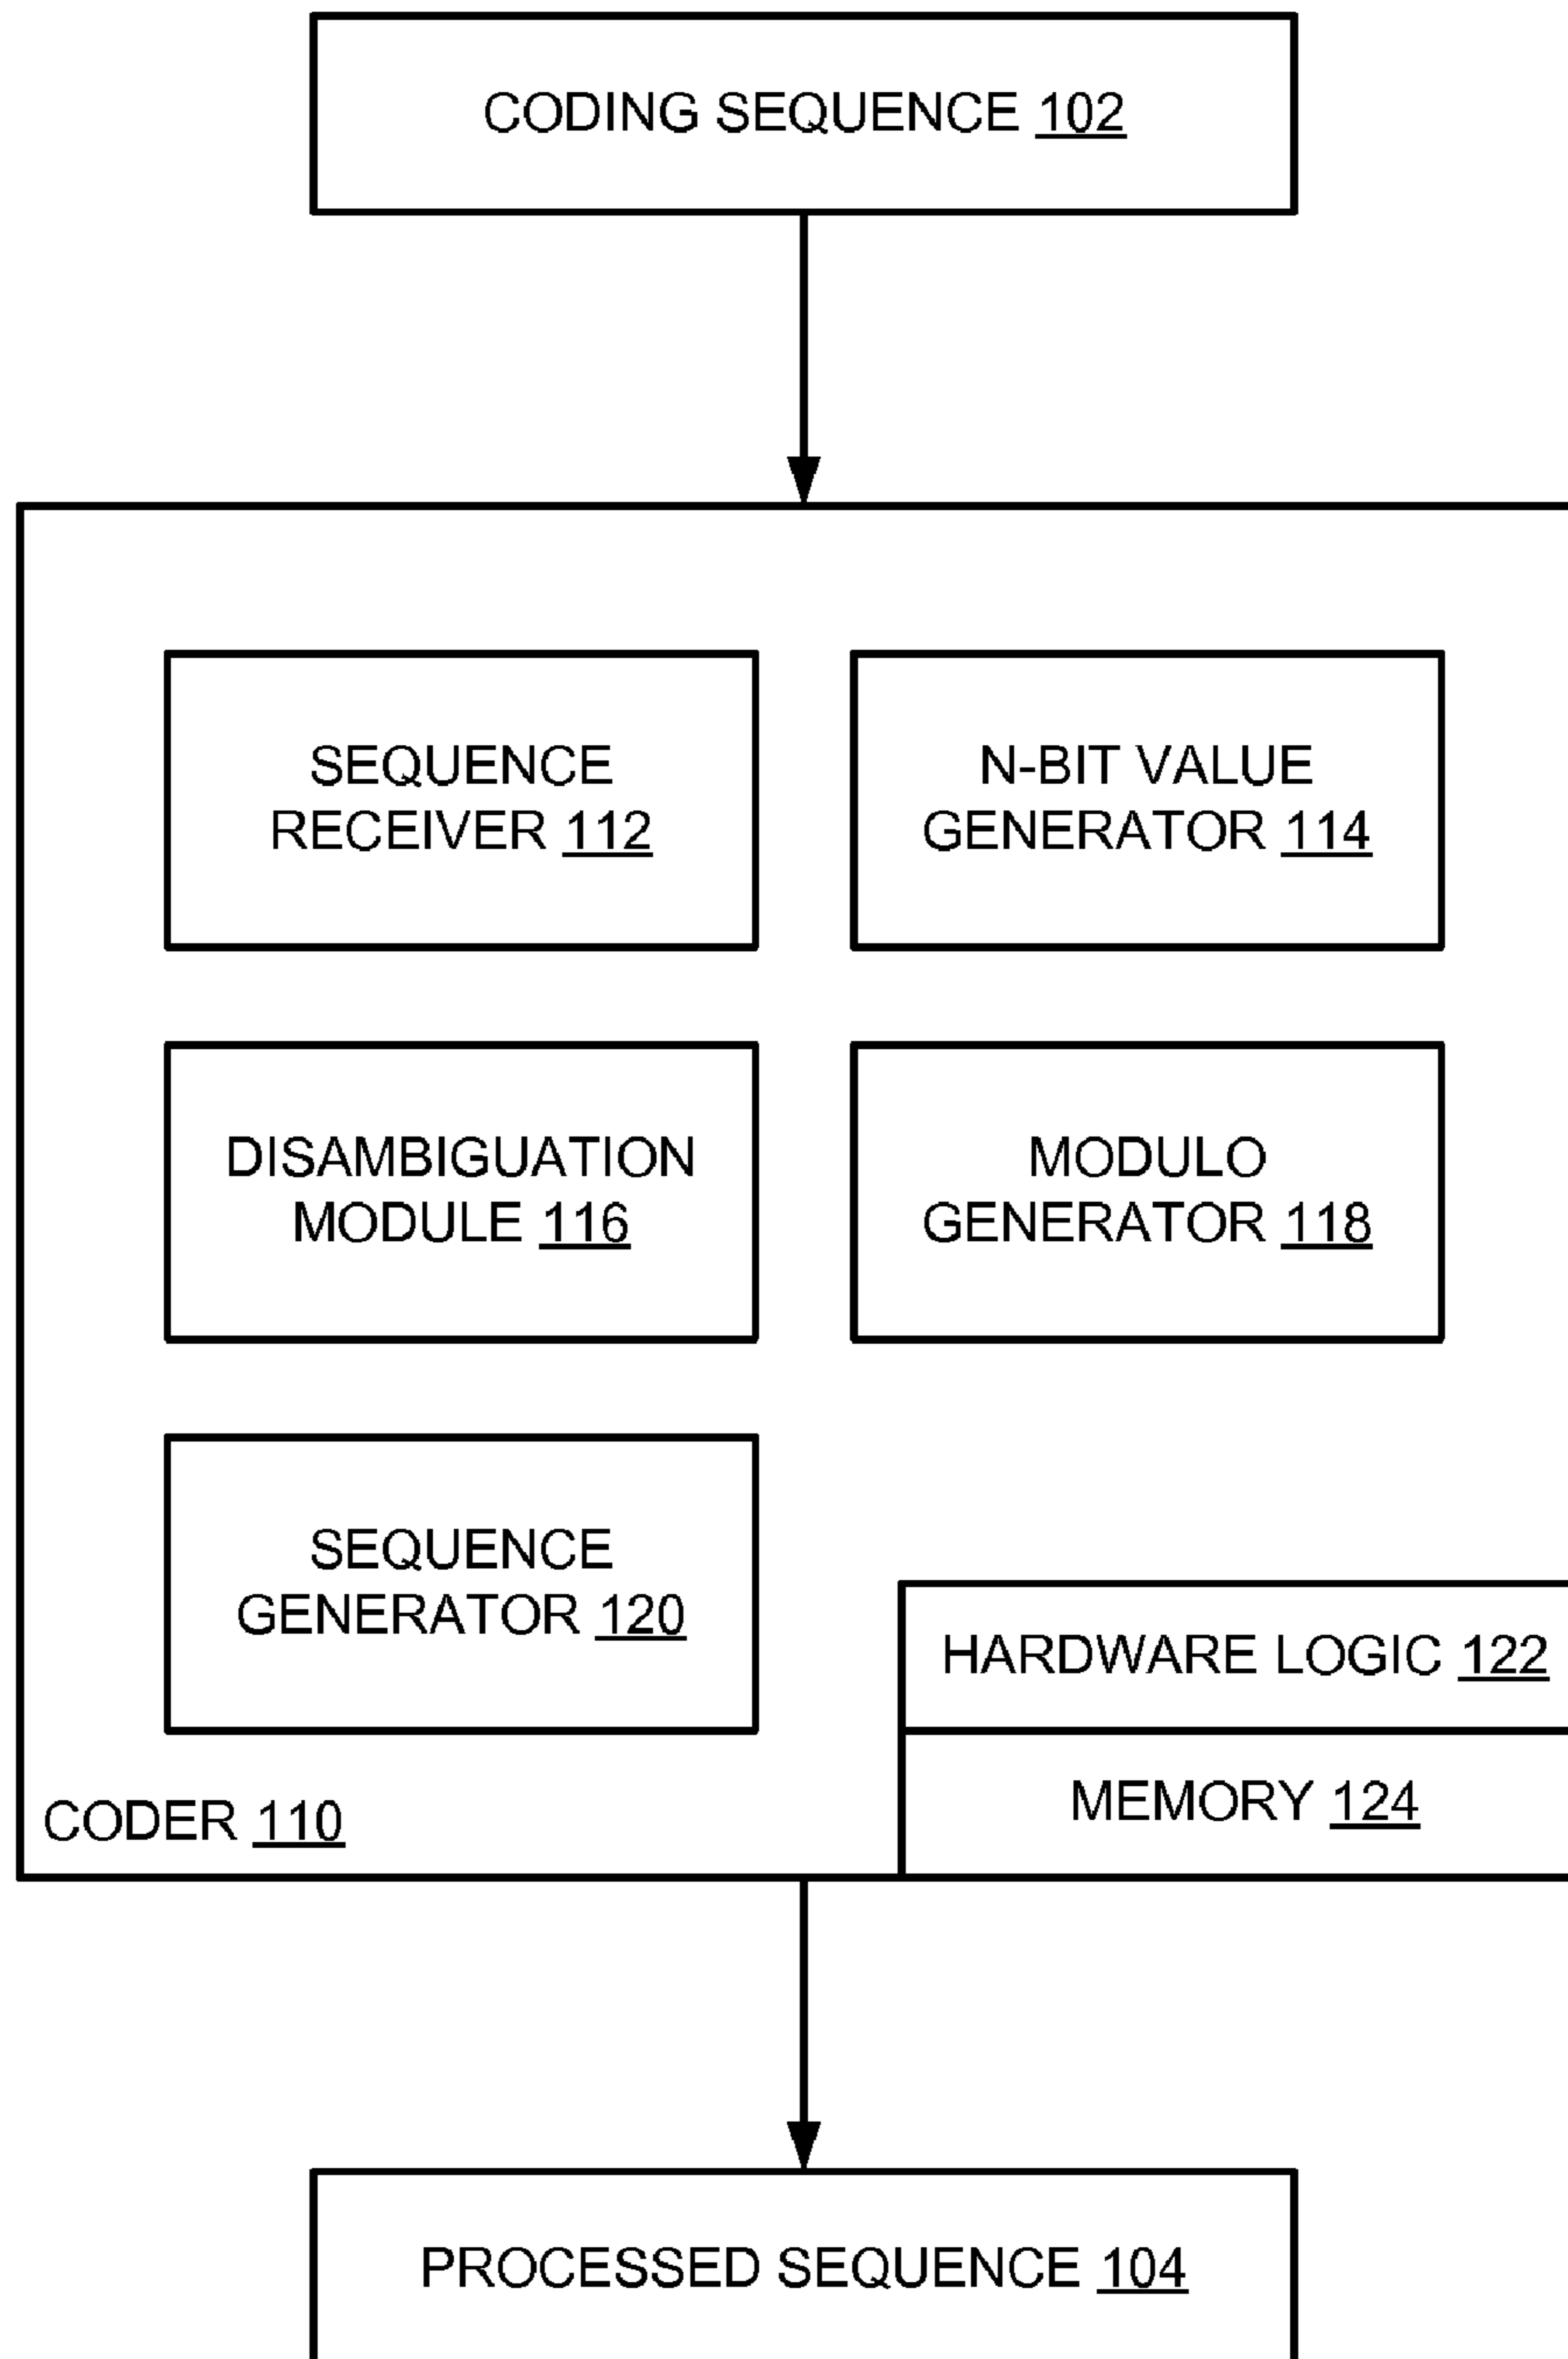 CODING SEQUENCE 102
SEQUENCE
RECEIVER 112
N-BIT VALUE
GENERATOR 114
DISAMBIGUATION
MODULE 116
MODULO
GENERATOR 118
SEQUENCE
GENERATOR 120
HARDWARE LOGIC 122
MEMORY 124
CODER 110
PROCESSED SEQUENCE 104